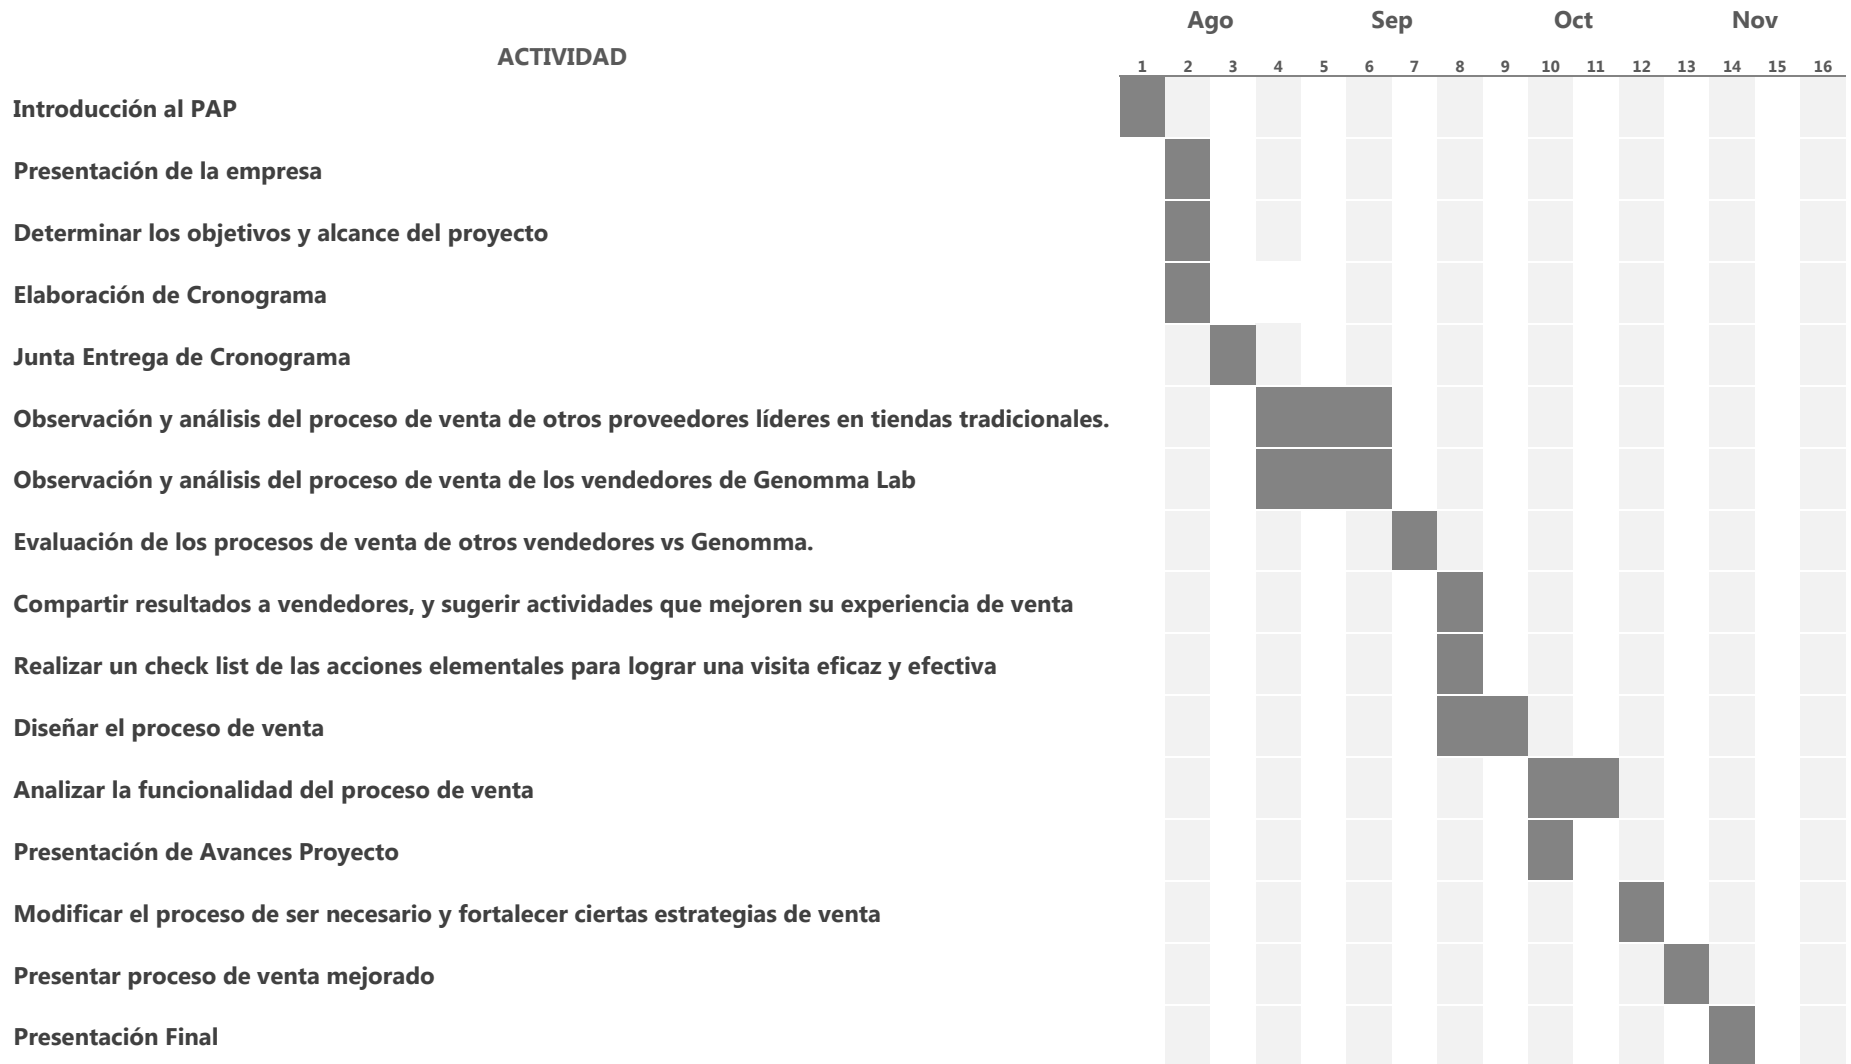 Ago Sep Oct Nov
ACTIVIDAD
1 2 3 4 5 6 7 8 9 10 11 12 13 14 15 16
Introducción al PAP
Presentación de la empresa
Determinar los objetivos y alcance del proyecto
Elaboración de Cronograma
Junta Entrega de Cronograma
Observación y análisis del proceso de venta de otros proveedores líderes en tiendas tradicionales.
Observación y análisis del proceso de venta de los vendedores de Genomma Lab
Evaluación de los procesos de venta de otros vendedores vs Genomma.
Compartir resultados a vendedores, y sugerir actividades que mejoren su experiencia de venta
Realizar un check list de las acciones elementales para lograr una visita eficaz y efectiva
Diseñar el proceso de venta
Analizar la funcionalidad del proceso de venta
Presentación de Avances Proyecto
Modificar el proceso de ser necesario y fortalecer ciertas estrategias de venta
Presentar proceso de venta mejorado
Presentación Final